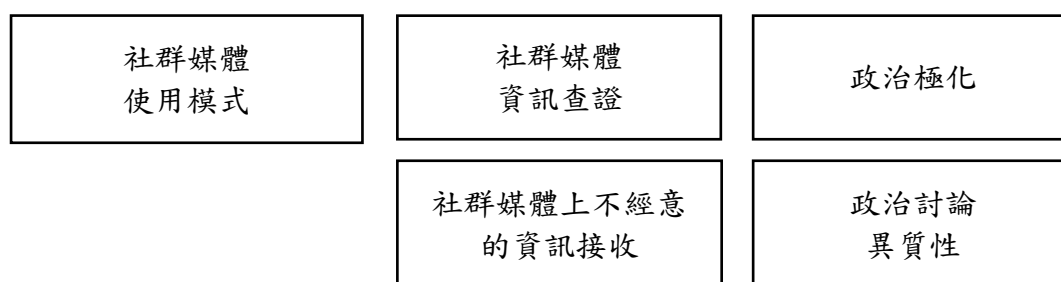 社群媒體
使用模式
社群媒體
資訊查證
政治極化
社群媒體上不經意
的資訊接收
政治討論
異質性